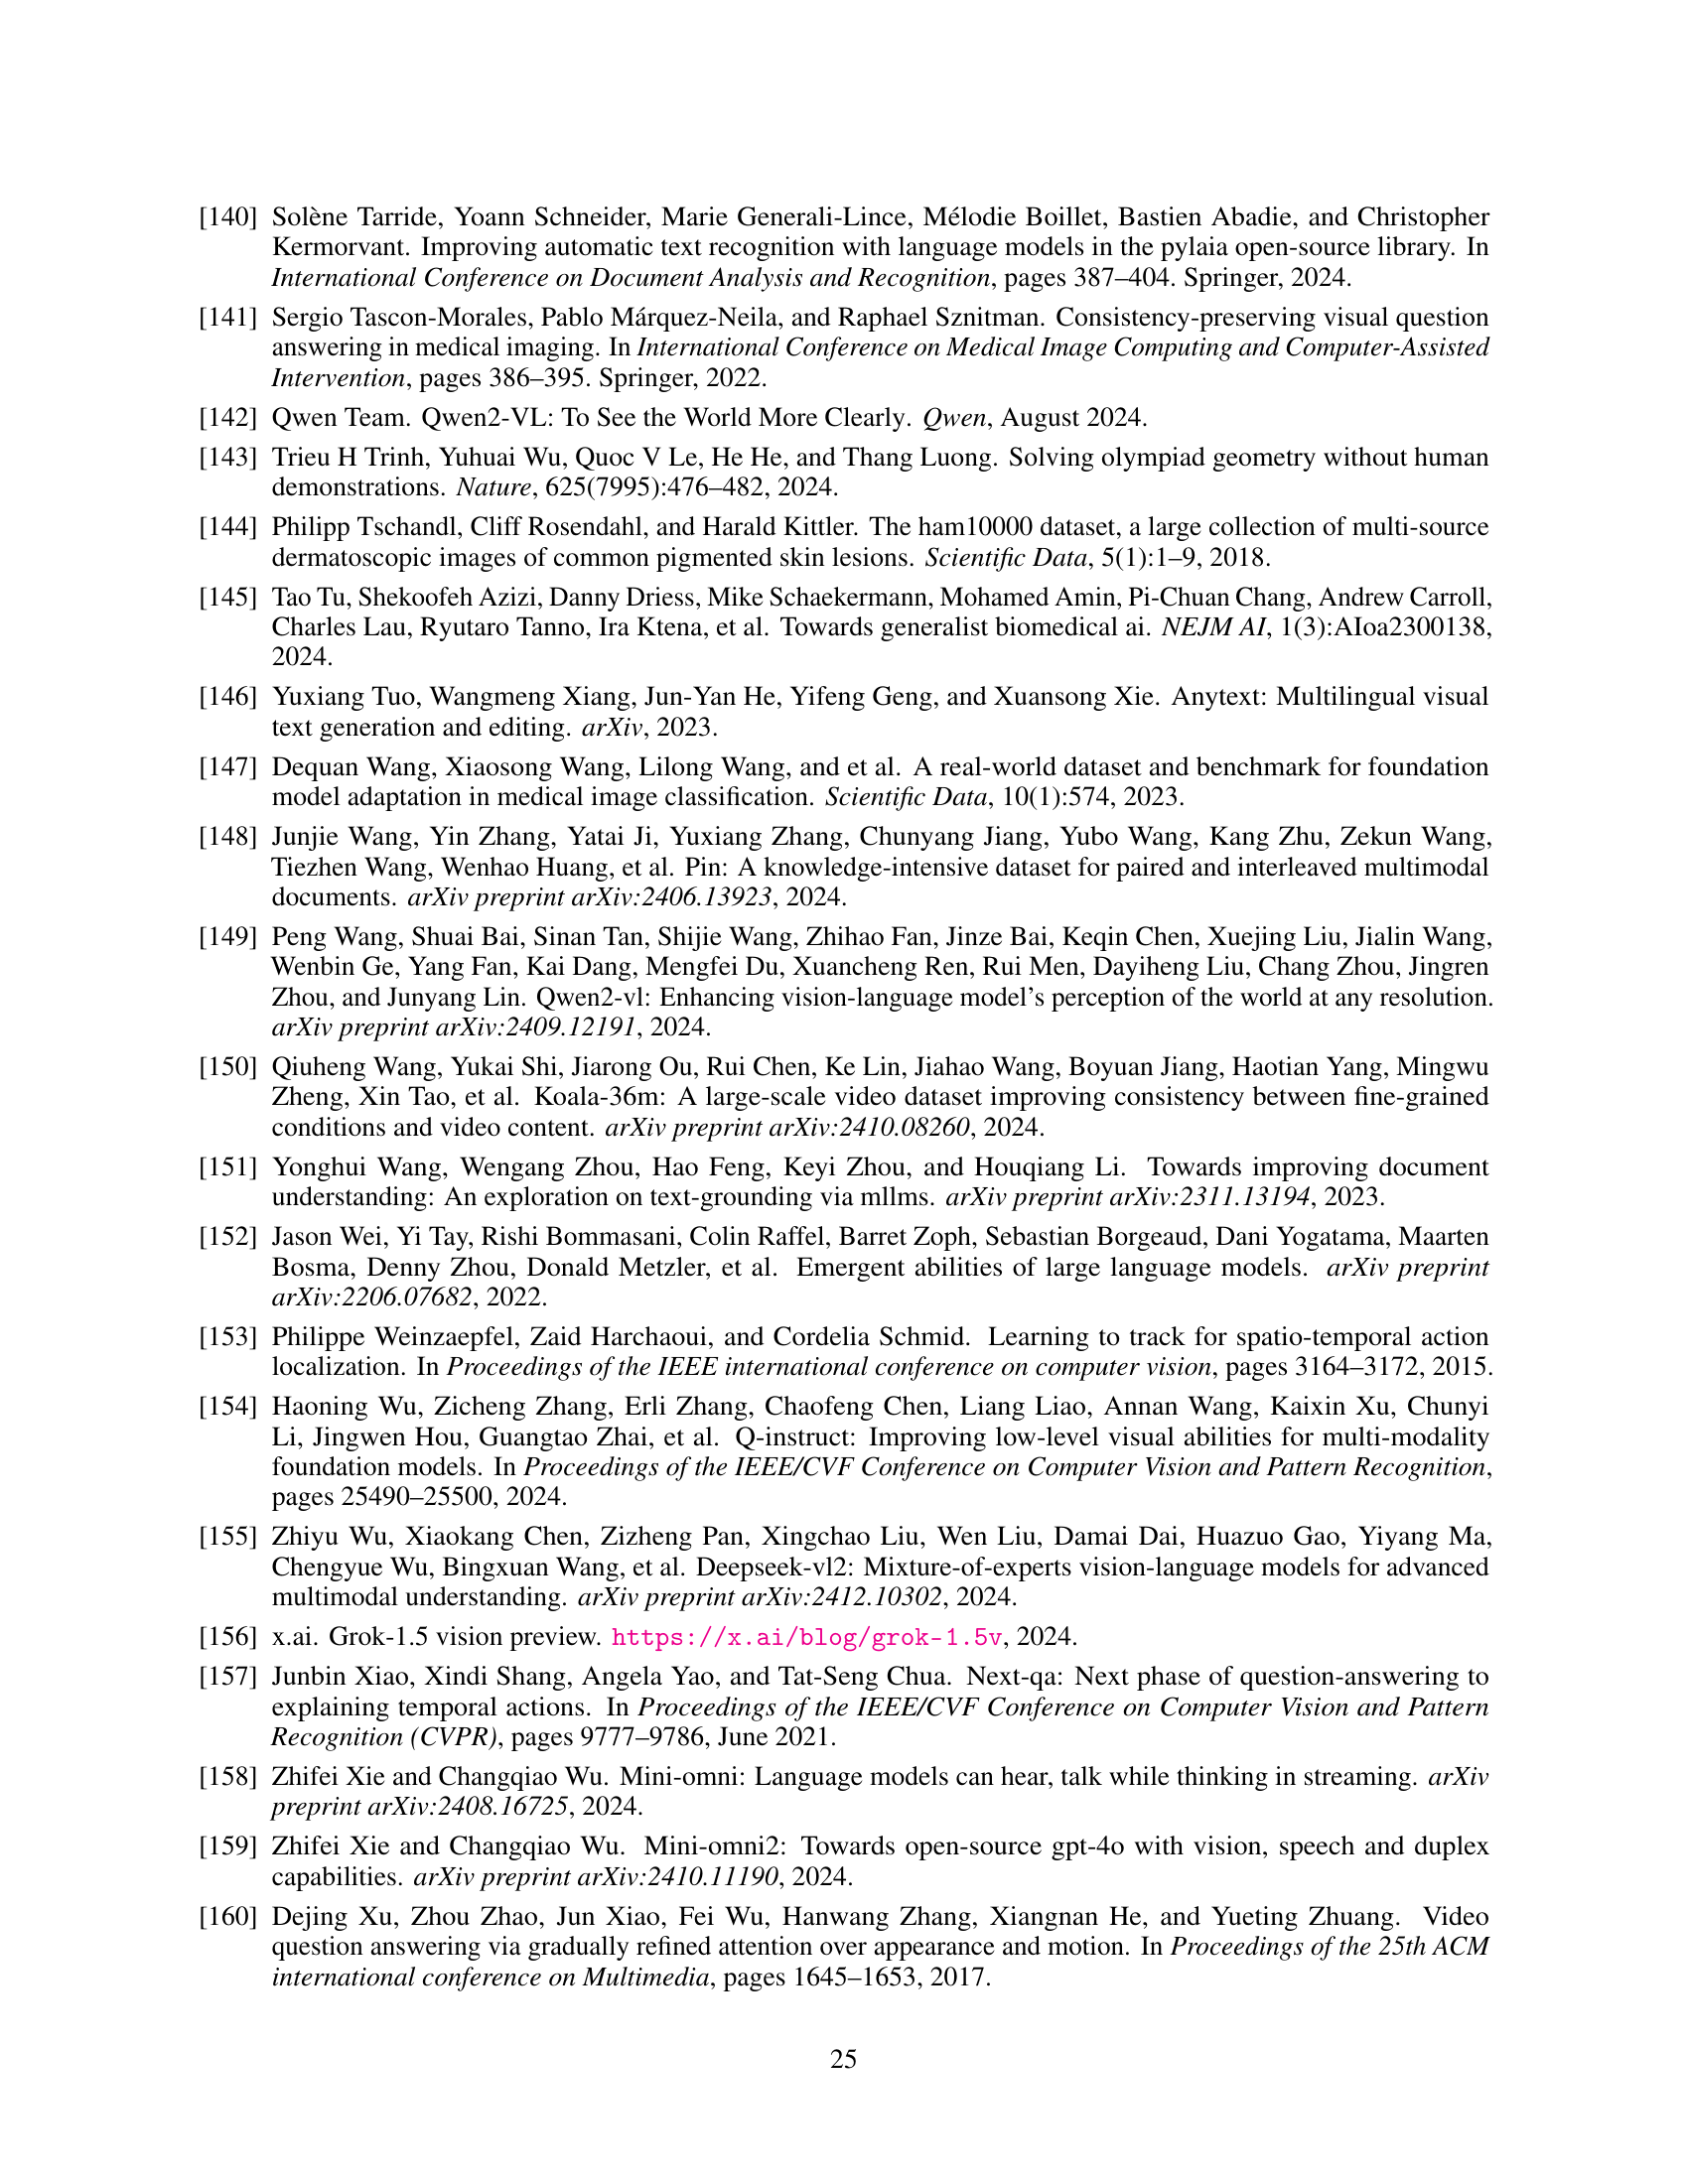 [140] Solène Tarride, Yoann Schneider, Marie Generali-Lince, Mélodie Boillet, Bastien Abadie, and Christopher
Kermorvant. Improving automatic text recognition with language models in the pylaia open-source library. In
International Conference on Document Analysis and Recognition, pages 387–404. Springer, 2024.
[141] Sergio Tascon-Morales, Pablo Márquez-Neila, and Raphael Sznitman. Consistency-preserving visual question
answering in medical imaging. In International Conference on Medical Image Computing and Computer-Assisted
Intervention, pages 386–395. Springer, 2022.
[142] Qwen Team. Qwen2-VL: To See the World More Clearly. Qwen, August 2024.
[143] Trieu H Trinh, Yuhuai Wu, Quoc V Le, He He, and Thang Luong. Solving olympiad geometry without human
demonstrations. Nature, 625(7995):476–482, 2024.
[144] Philipp Tschandl, Cliff Rosendahl, and Harald Kittler. The ham10000 dataset, a large collection of multi-source
dermatoscopic images of common pigmented skin lesions. Scientific Data, 5(1):1–9, 2018.
[145] Tao Tu, Shekoofeh Azizi, Danny Driess, Mike Schaekermann, Mohamed Amin, Pi-Chuan Chang, Andrew Carroll,
Charles Lau, Ryutaro Tanno, Ira Ktena, et al. Towards generalist biomedical ai. NEJM AI, 1(3):AIoa2300138,
2024.
[146] Yuxiang Tuo, Wangmeng Xiang, Jun-Yan He, Yifeng Geng, and Xuansong Xie. Anytext: Multilingual visual
text generation and editing. arXiv, 2023.
[147] Dequan Wang, Xiaosong Wang, Lilong Wang, and et al. A real-world dataset and benchmark for foundation
model adaptation in medical image classification. Scientific Data, 10(1):574, 2023.
[148] Junjie Wang, Yin Zhang, Yatai Ji, Yuxiang Zhang, Chunyang Jiang, Yubo Wang, Kang Zhu, Zekun Wang,
Tiezhen Wang, Wenhao Huang, et al. Pin: A knowledge-intensive dataset for paired and interleaved multimodal
documents. arXiv preprint arXiv:2406.13923, 2024.
[149] Peng Wang, Shuai Bai, Sinan Tan, Shijie Wang, Zhihao Fan, Jinze Bai, Keqin Chen, Xuejing Liu, Jialin Wang,
Wenbin Ge, Yang Fan, Kai Dang, Mengfei Du, Xuancheng Ren, Rui Men, Dayiheng Liu, Chang Zhou, Jingren
Zhou, and Junyang Lin. Qwen2-vl: Enhancing vision-language model's perception of the world at any resolution.
arXiv preprint arXiv:2409.12191, 2024.
[150] Qiuheng Wang, Yukai Shi, Jiarong Ou, Rui Chen, Ke Lin, Jiahao Wang, Boyuan Jiang, Haotian Yang, Mingwu
Zheng, Xin Tao, et al. Koala-36m: A large-scale video dataset improving consistency between fine-grained
conditions and video content. arXiv preprint arXiv:2410.08260, 2024.
[151] Yonghui Wang, Wengang Zhou, Hao Feng, Keyi Zhou, and Houqiang Li. Towards improving document
understanding: An exploration on text-grounding via mllms. arXiv preprint arXiv:2311.13194, 2023.
[152] Jason Wei, Yi Tay, Rishi Bommasani, Colin Raffel, Barret Zoph, Sebastian Borgeaud, Dani Yogatama, Maarten
Bosma, Denny Zhou, Donald Metzler, et al. Emergent abilities of large language models. arXiv preprint
arXiv:2206.07682, 2022.
[153] Philippe Weinzaepfel, Zaid Harchaoui, and Cordelia Schmid. Learning to track for spatio-temporal action
localization. In Proceedings of the IEEE international conference on computer vision, pages 3164–3172, 2015.
[154] Haoning Wu, Zicheng Zhang, Erli Zhang, Chaofeng Chen, Liang Liao, Annan Wang, Kaixin Xu, Chunyi
Li, Jingwen Hou, Guangtao Zhai, et al. Q-instruct: Improving low-level visual abilities for multi-modality
foundation models. In Proceedings of the IEEE/CVF Conference on Computer Vision and Pattern Recognition,
pages 25490–25500, 2024.
[155] Zhiyu Wu, Xiaokang Chen, Zizheng Pan, Xingchao Liu, Wen Liu, Damai Dai, Huazuo Gao, Yiyang Ma,
Chengyue Wu, Bingxuan Wang, et al. Deepseek-vl2: Mixture-of-experts vision-language models for advanced
multimodal understanding. arXiv preprint arXiv:2412.10302, 2024.
[156] x.ai. Grok-1.5 vision preview. https://x.ai/blog/grok-1.5v, 2024.
[157] Junbin Xiao, Xindi Shang, Angela Yao, and Tat-Seng Chua. Next-qa: Next phase of question-answering to
explaining temporal actions. In Proceedings of the IEEE/CVF Conference on Computer Vision and Pattern
Recognition (CVPR), pages 9777–9786, June 2021.
[158] Zhifei Xie and Changqiao Wu. Mini-omni: Language models can hear, talk while thinking in streaming. arXiv
preprint arXiv:2408.16725, 2024.
[159] Zhifei Xie and Changqiao Wu. Mini-omni2: Towards open-source gpt-4o with vision, speech and duplex
capabilities. arXiv preprint arXiv:2410.11190, 2024.
[160] Dejing Xu, Zhou Zhao, Jun Xiao, Fei Wu, Hanwang Zhang, Xiangnan He, and Yueting Zhuang. Video
question answering via gradually refined attention over appearance and motion. In Proceedings of the 25th ACM
international conference on Multimedia, pages 1645–1653, 2017.
25